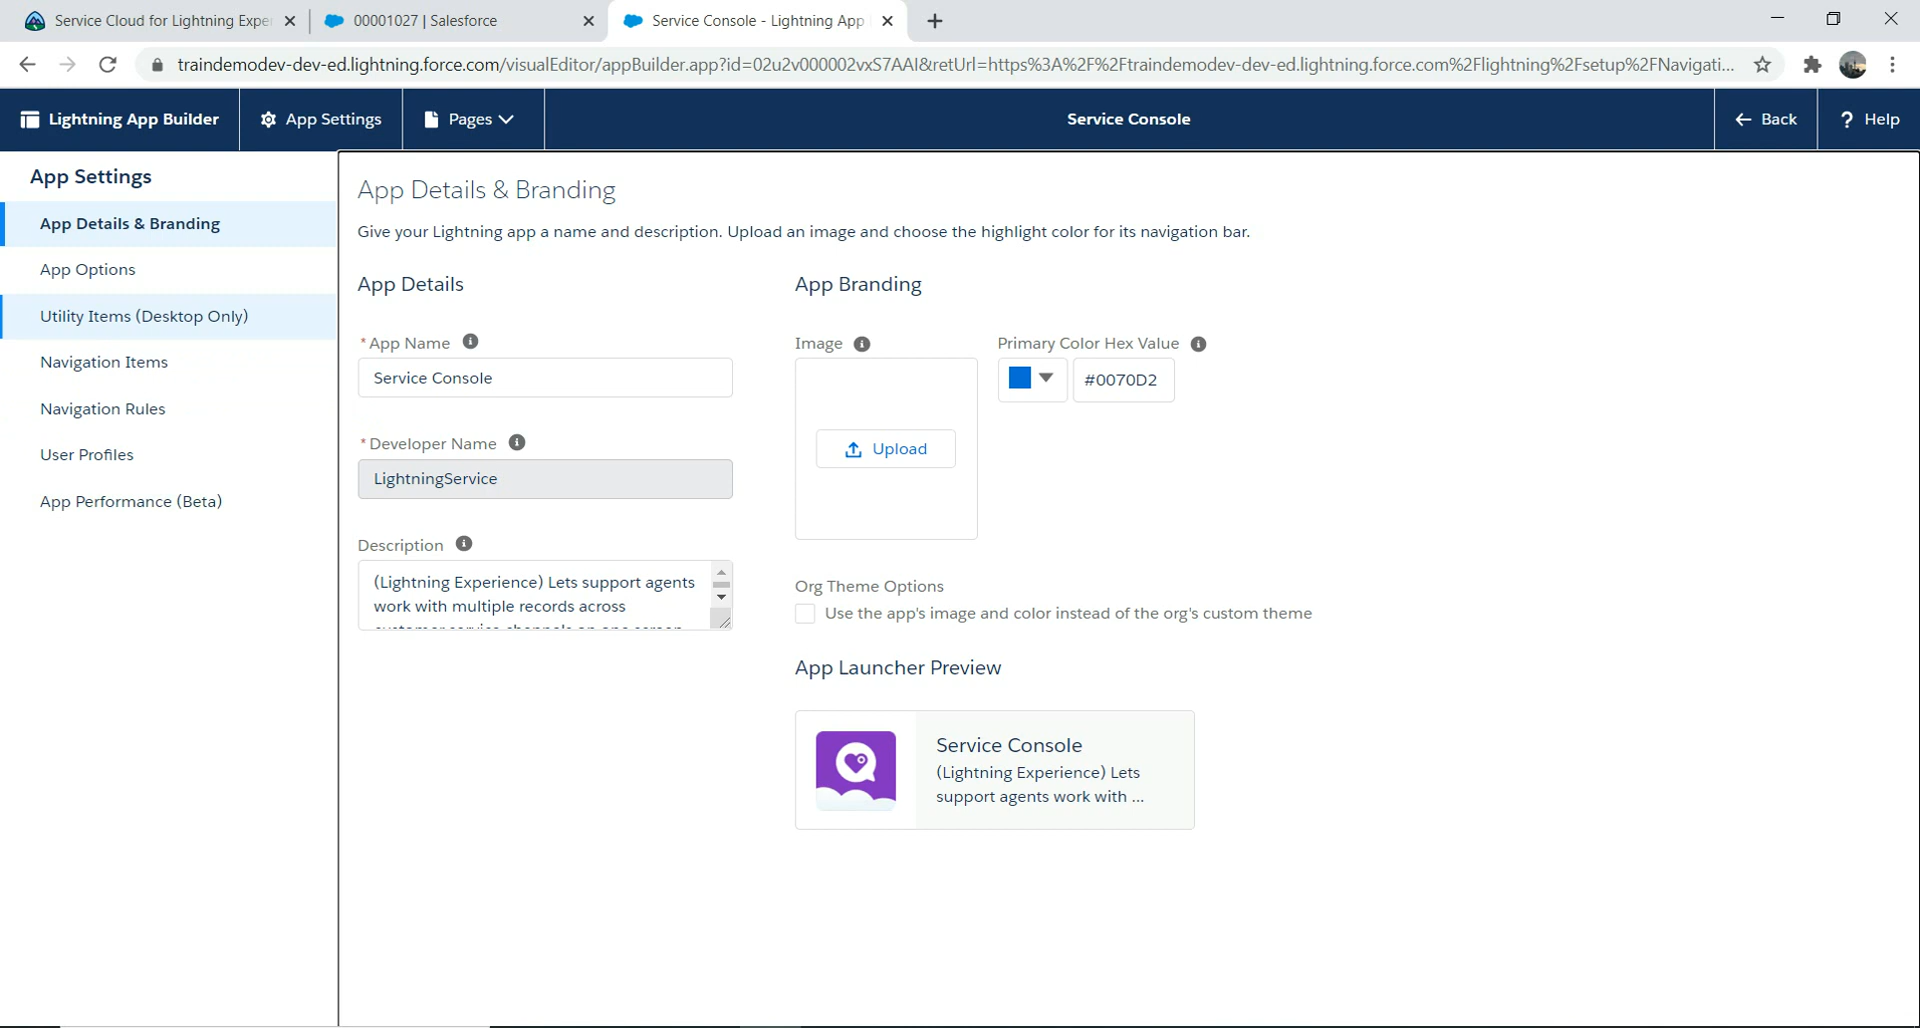 Service Cloud for Lightning Expe
00001027 | Salesforce
Service Console - Lightning App
traindemodev-dev-ed.lightning.force.com/visualEditor/appBuilder.app?id=02u2v000002vxS7AAI&retUrl=https%3A%2F%2Ftraindemodev-dev-ed.lightning.force.com%2Flightning%2Fsetup%2FNavigati...
Lightning App Builder
App Settings
Pages
Service Console
Back
? Help
App Settings
App Details & Branding
App Options
Utility Items (Desktop Only)
Navigation Items
Navigation Rules
User Profiles
App Performance (Beta)
App Details & Branding
Give your Lightning app a name and description. Upload an image and choose the highlight color for its navigation bar.
App Details
*App Name
Service Console
*Developer Name
LightningService
Description
(Lightning Experience) Lets support agents
work with multiple records across
customer service channels on one screen
App Branding
Image
Upload
Primary Color Hex Value
#0070D2
Org Theme Options
Use the app's image and color instead of the org's custom theme
App Launcher Preview
Service Console
(Lightning Experience) Lets
support agents work with ...